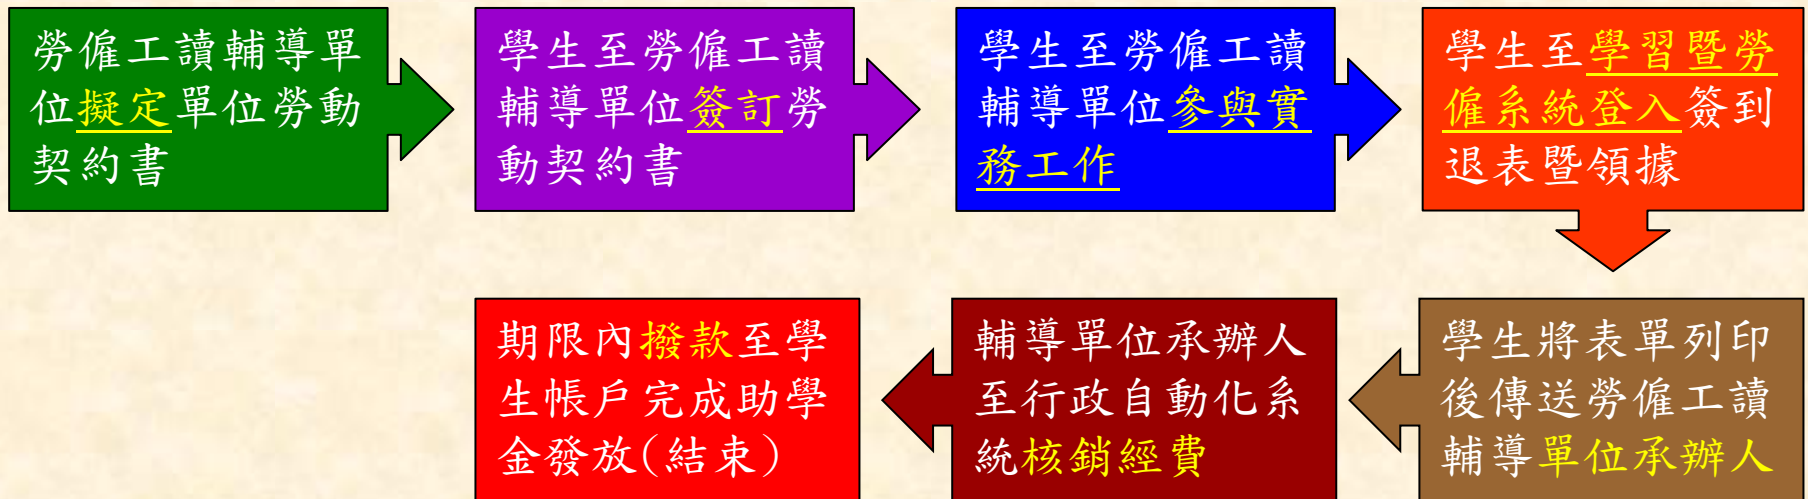 勞僱工讀輔導單
位擬定單位勞動
契約書
學生至勞僱工讀
輔導單位簽訂勞
動契約書
學生至勞僱工讀
輔導單位參與實
務工作
學生至學習暨勞
僱系統登入簽到
退表暨領據
學生將表單列印
後傳送勞僱工讀
輔導單位承辦人
輔導單位承辦人
至行政自動化系
統核銷經費
期限內撥款至學
生帳戶完成助學
金發放(結束)